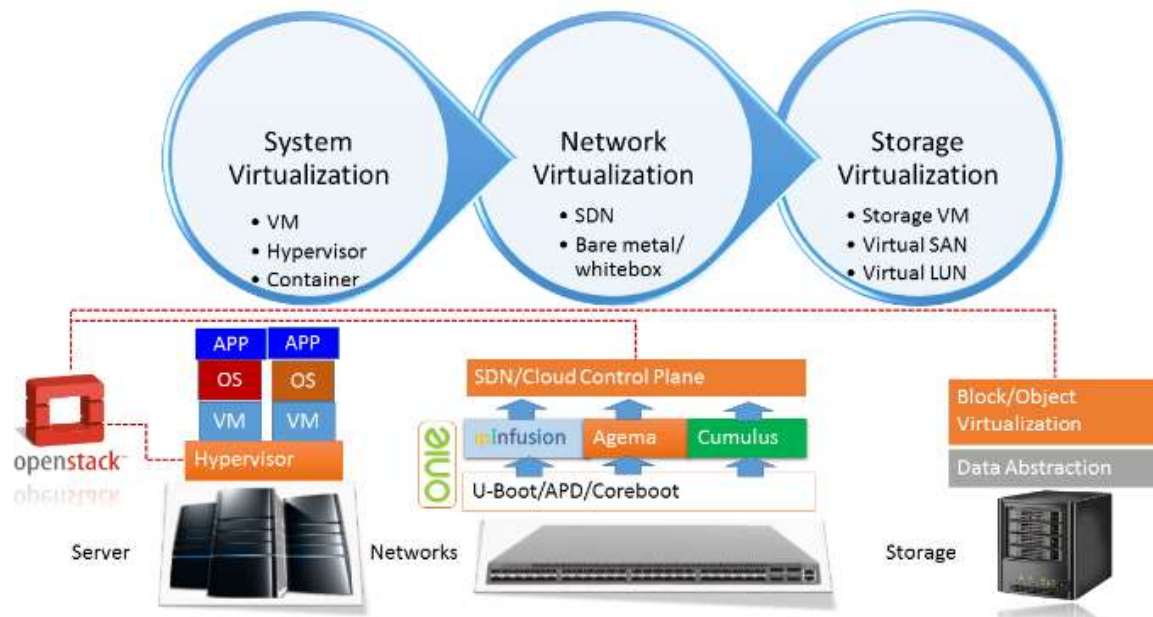 System
Virtualization
• VM
• Hypervisor
• Container
Network
Virtualization
• SDN
• Bare metal/
whitebox
Storage
Virtualization
• Storage VM
• Virtual SAN
• Virtual LUN
APP APP
OS OS
VM VM
Hypervisor
openstack™
SDN/Cloud Control Plane
ipInfusion Agema Cumulus
ONIE
U-Boot/APD/Coreboot
Block/Object
Virtualization
Data Abstraction
Server
Networks
Storage